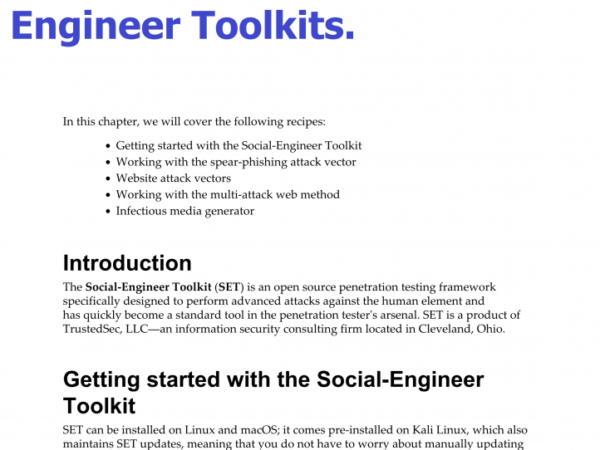 Engineer Toolkits.
In this chapter, we will cover the following recipes:
• Getting started with the Social-Engineer Toolkit
• Working with the spear-phishing attack vector
• Website attack vectors
• Working with the multi-attack web method
• Infectious media generator
Introduction
The Social-Engineer Toolkit (SET) is an open source penetration testing framework
specifically designed to perform advanced attacks against the human element and
has quickly become a standard tool in the penetration tester's arsenal. SET is a product of
TrustedSec, LLC—an information security consulting firm located in Cleveland, Ohio.
Getting started with the Social-Engineer
Toolkit
SET can be installed on Linux and macOS; it comes pre-installed on Kali Linux, which also
maintains SET updates, meaning that you do not have to worry about manually updating